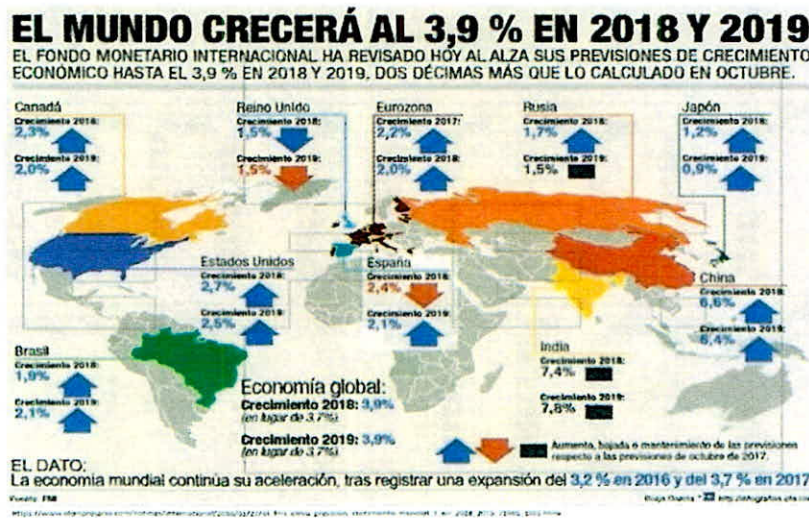 EL MUNDO CRECERÁ AL 3,9 % EN 2018 Y 2019
EL FONDO MONETARIO INTERNACIONAL HA REVISADO HOY AL ALZA SUS PREVISIONES DE CRECIMIENTO
ECONÓMICO HASTA EL 3,9 % EN 2018 Y 2019, DOS DÉCIMAS MÁS QUE LO CALCULADO EN OCTUBRE.
Canadá
Crecimiento 2018:
2,3%
Crecimiento 2019:
2,0%
Reino Unido
Crecimiento 2018:
1,5%
Crecimiento 2019:
1,5%
Eurozona
Crecimiento 2017:
2,2%
Crecimiento 2018:
2,0%
Rusia
Crecimiento 2018:
1,7%
Crecimiento 2019:
1,5%
Japón
Crecimiento 2018:
1,2%
Crecimiento 2019:
0,9%
Estados Unidos
Crecimiento 2018:
2,7%
Crecimiento 2019:
2,5%
España
Crecimiento 2018:
2,4%
Crecimiento 2019:
2,1%
China
Crecimiento 2018:
6,6%
Crecimiento 2019:
6,4%
Brasil
Crecimiento 2018:
1,9%
Crecimiento 2019:
2,1%
India
Crecimiento 2018:
7,4%
Crecimiento 2019:
7,8%
Economía global:
Crecimiento 2018: 3,9%
(en lugar de 3,7%)
Crecimiento 2019: 3,9%
(en lugar de 3,7%)
Aumento, bajada o mantenimiento de las previsiones
respecto a las previsiones de octubre de 2017.
EL DATO:
La economía mundial continúa su aceleración, tras registrar una expansión del 3,2 % en 2016 y del 3,7 % en 2017
Fuente: FMI